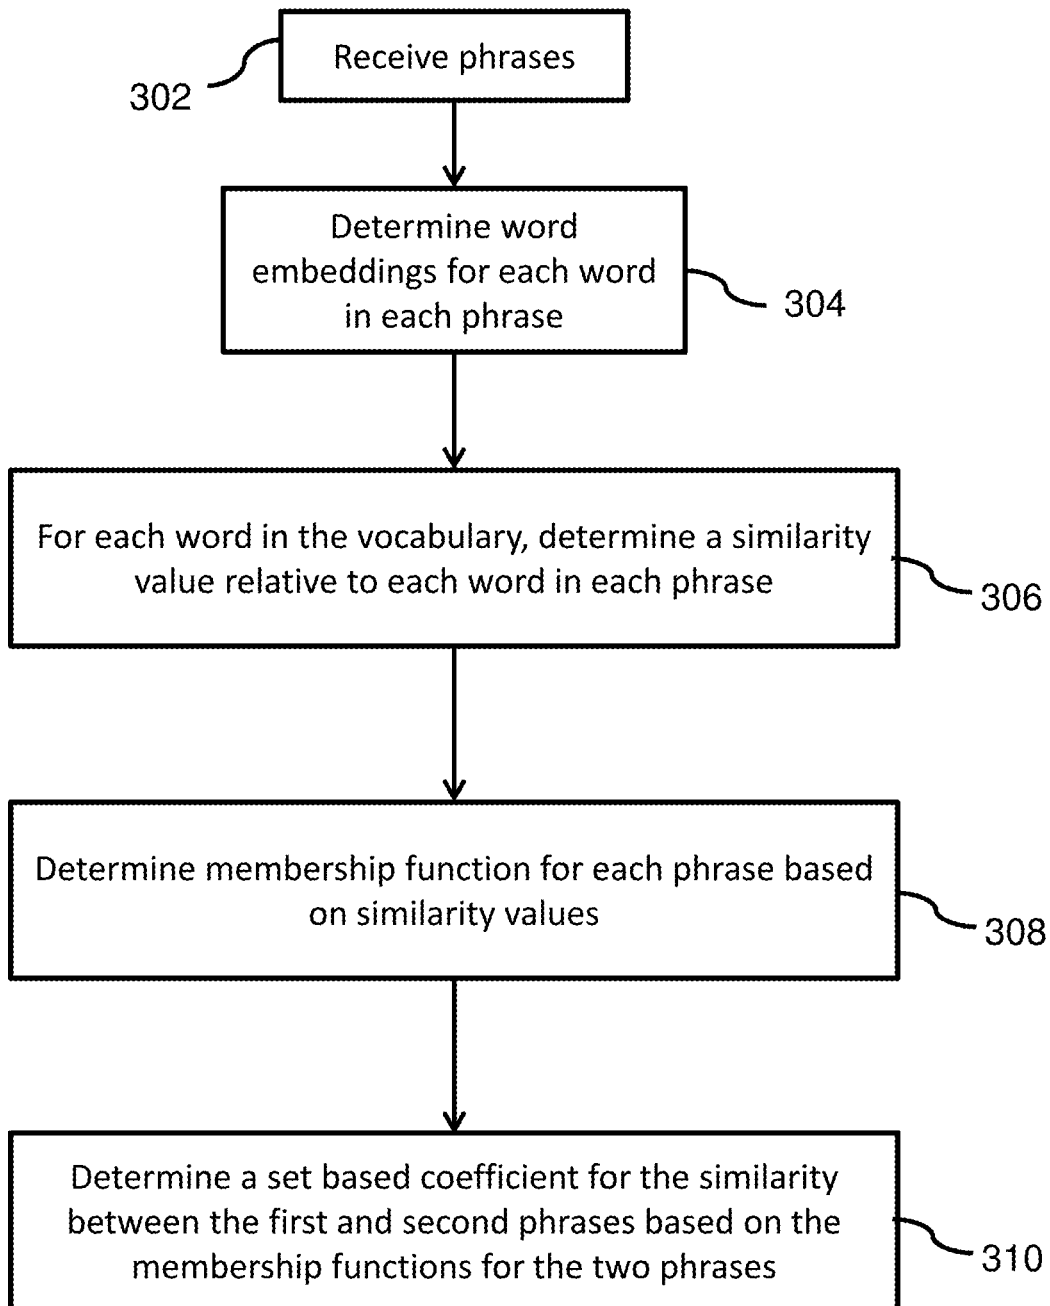 Receive phrases
302
Determine word
embeddings for each word
in each phrase
304
For each word in the vocabulary, determine a similarity
value relative to each word in each phrase
306
Determine membership function for each phrase based
on similarity values
308
Determine a set based coefficient for the similarity
between the first and second phrases based on the
membership functions for the two phrases
310